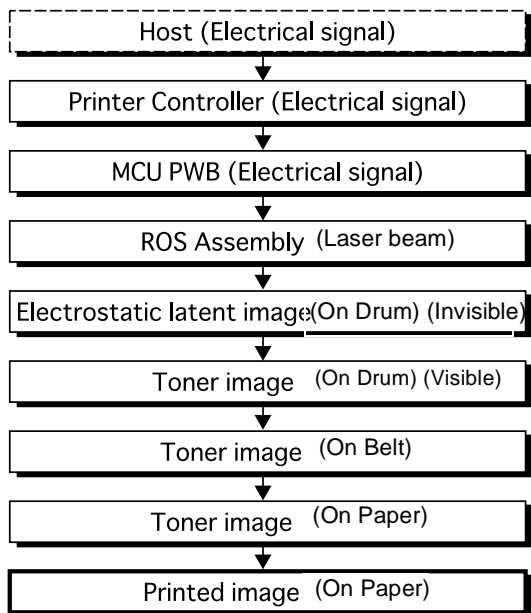 Host (Electrical signal)
Printer Controller (Electrical signal)
MCU PWB (Electrical signal)
ROS Assembly (Laser beam)
Electrostatic latent image (On Drum) (Invisible)
Toner image (On Drum) (Visible)
Toner image (On Belt)
Toner image (On Paper)
Printed image (On Paper)